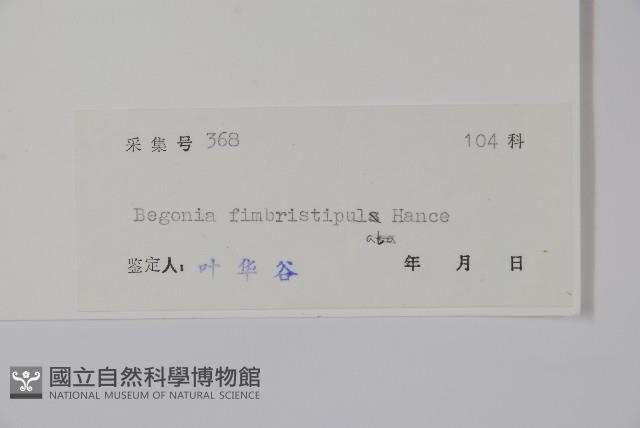 采集号 368 104 科
Begonia fimbristipula Hance
鉴定人: 叶华谷 年 月 日
國立自然科學博物館
NATIONAL MUSEUM OF NATURAL SCIENCE